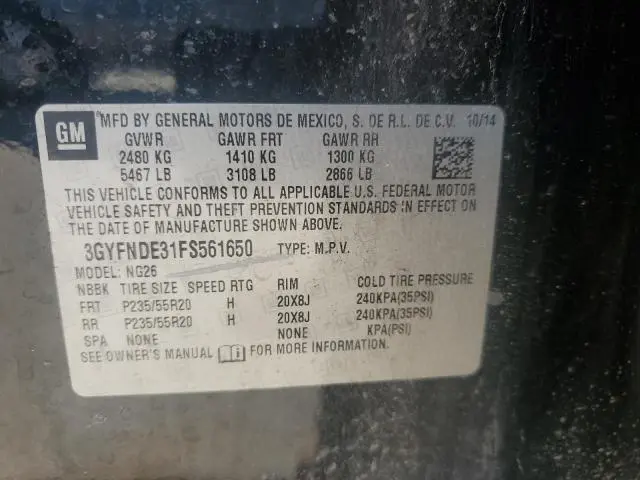 GM
MFD BY GENERAL MOTORS DE MEXICO, S. DE R.L. DE C.V. 10/14
GVWR GAWR FRT GAWR RR
2480 KG 1410 KG 1300 KG
5467 LB 3108 LB 2866 LB
THIS VEHICLE CONFORMS TO ALL APPLICABLE U.S. FEDERAL MOTOR
VEHICLE SAFETY AND THEFT PREVENTION STANDARDS IN EFFECT ON
THE DATE OF MANUFACTURE SHOWN ABOVE.
3GYFNDE31FS561650 TYPE: M.P.V.
MODEL: NG26
NBBK TIRE SIZE SPEED RTG RIM COLD TIRE PRESSURE
FRT P235/55R20 H 20X8J 240KPA(35PSI)
RR P235/55R20 H 20X8J 240KPA(35PSI)
SPA NONE NONE KPA(PSI)
SEE OWNER'S MANUAL FOR MORE INFORMATION.